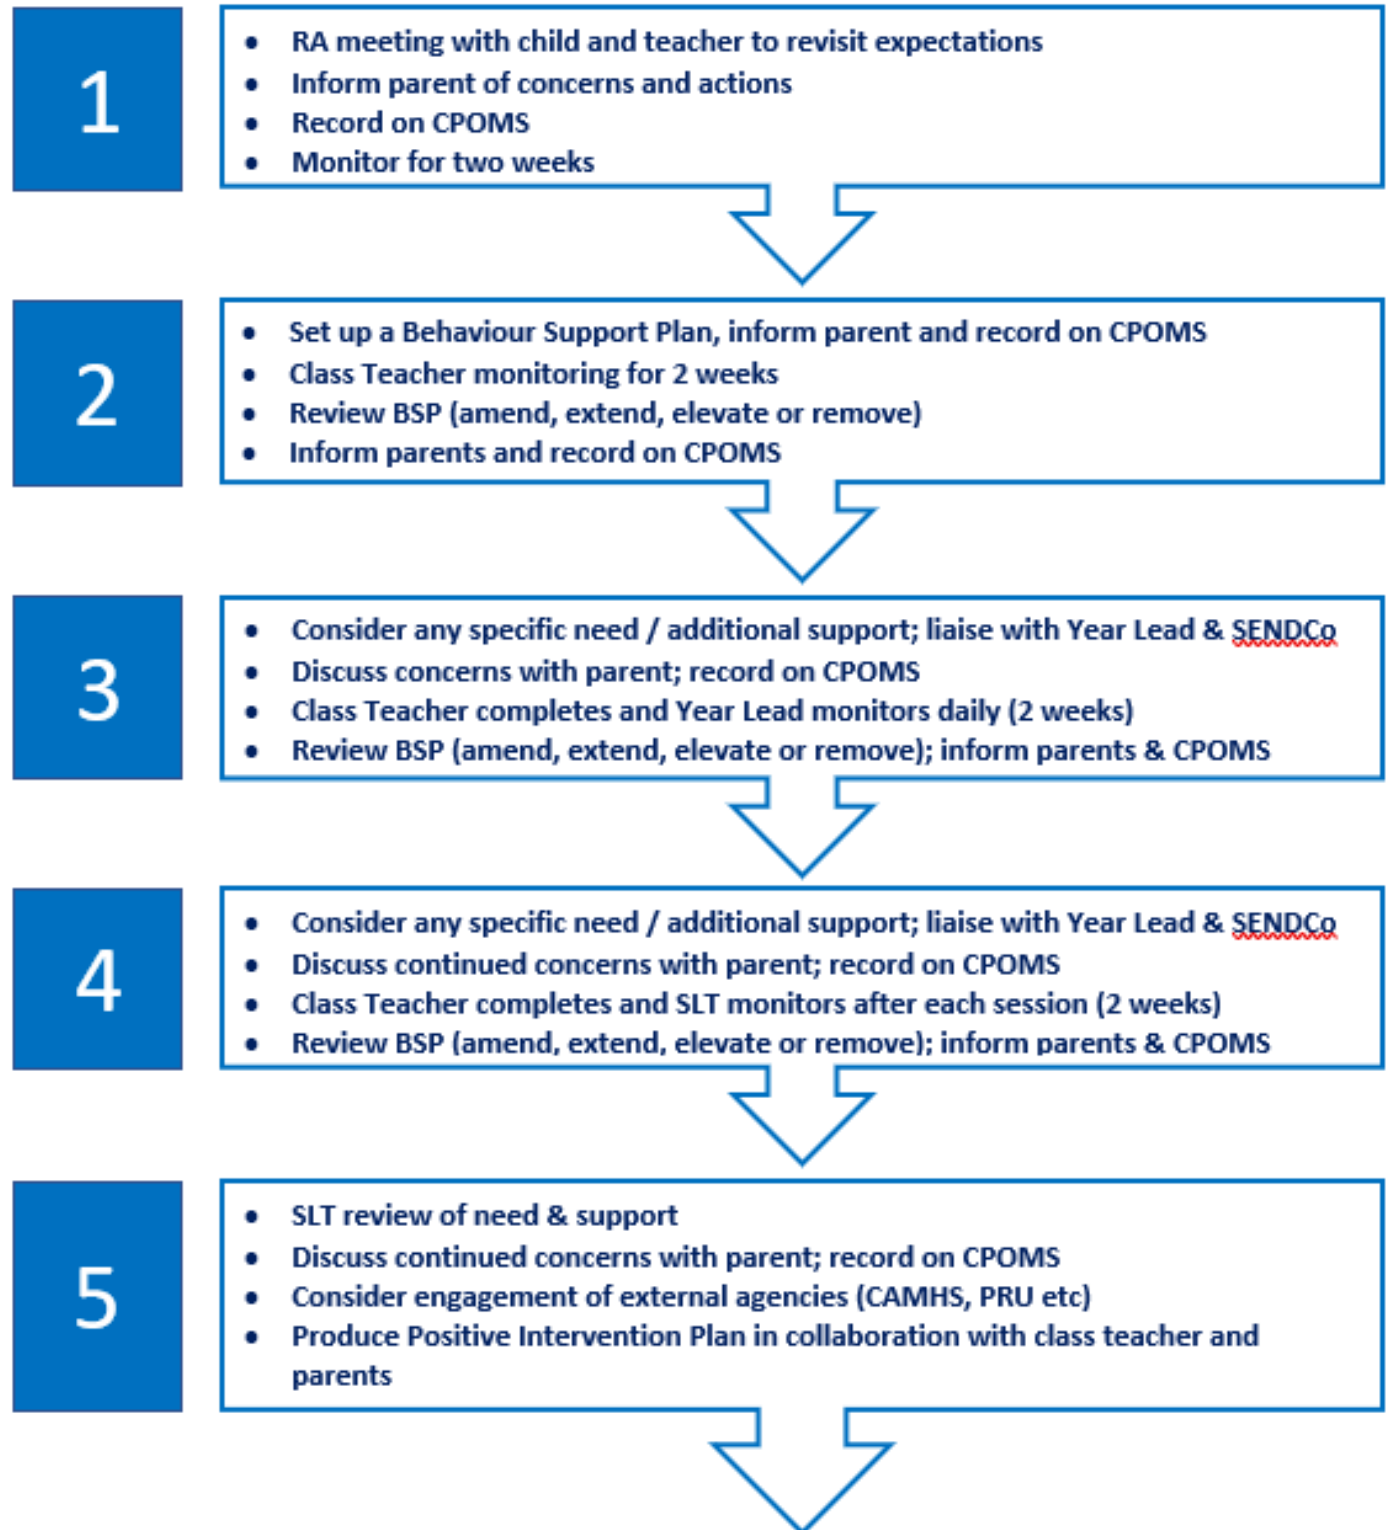 1
• RA meeting with child and teacher to revisit expectations
• Inform parent of concerns and actions
• Record on CPOMS
• Monitor for two weeks
2
• Set up a Behaviour Support Plan, inform parent and record on CPOMS
• Class Teacher monitoring for 2 weeks
• Review BSP (amend, extend, elevate or remove)
• Inform parents and record on CPOMS
3
• Consider any specific need / additional support; liaise with Year Lead & SENDCo
• Discuss concerns with parent; record on CPOMS
• Class Teacher completes and Year Lead monitors daily (2 weeks)
• Review BSP (amend, extend, elevate or remove); inform parents & CPOMS
4
• Consider any specific need / additional support; liaise with Year Lead & SENDCo
• Discuss continued concerns with parent; record on CPOMS
• Class Teacher completes and SLT monitors after each session (2 weeks)
• Review BSP (amend, extend, elevate or remove); inform parents & CPOMS
5
• SLT review of need & support
• Discuss continued concerns with parent; record on CPOMS
• Consider engagement of external agencies (CAMHS, PRU etc)
• Produce Positive Intervention Plan in collaboration with class teacher and
parents